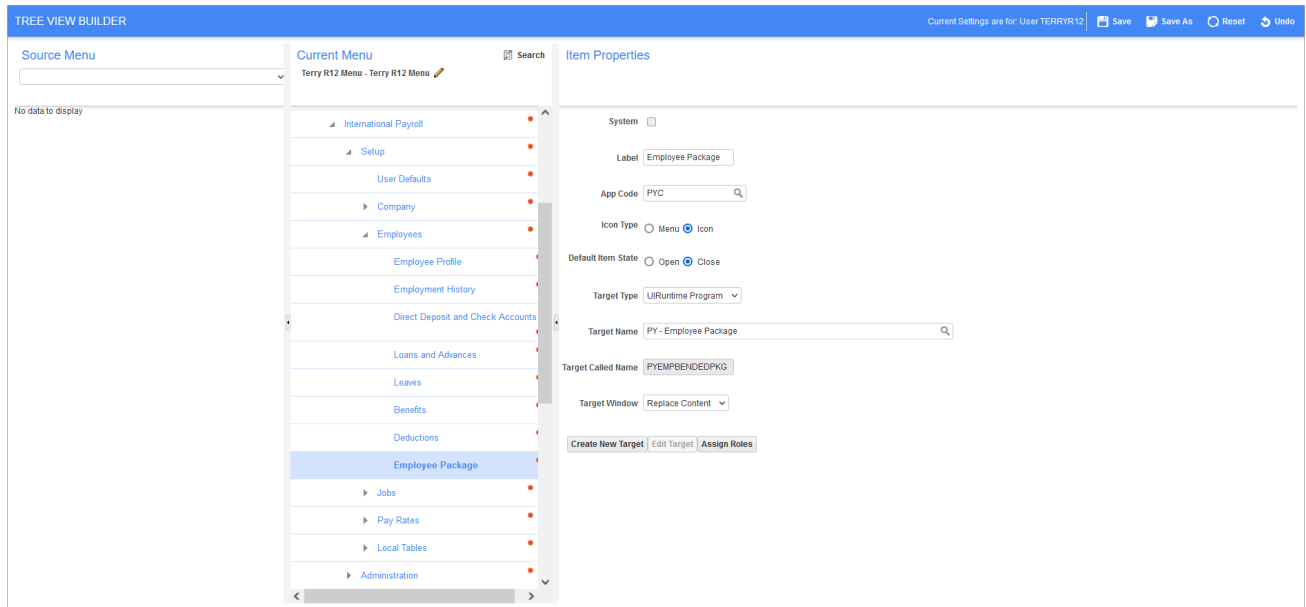 TREE VIEW BUILDER
Current Settings are for: User TERRYR12
Save
Save As
Reset
Undo
Source Menu
No data to display
Current Menu
Search
Terry R12 Menu - Terry R12 Menu
International Payroll
Setup
User Defaults
Company
Employees
Employee Profile
Employment History
Direct Deposit and Check Accounts
Loans and Advances
Leaves
Benefits
Deductions
Employee Package
Jobs
Pay Rates
Local Tables
Administration
Item Properties
System
Label Employee Package
App Code PYC
Icon Type Menu Icon
Default Item State Open Close
Target Type UIRuntime Program
Target Name PY - Employee Package
Target Called Name PYEMPBENDEDPKG
Target Window Replace Content
Create New Target Edit Target Assign Roles